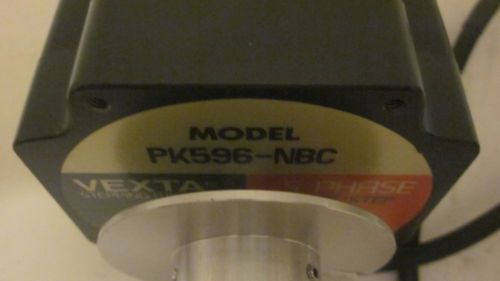 MODEL
PK596-NBC
VEXTA PHASE